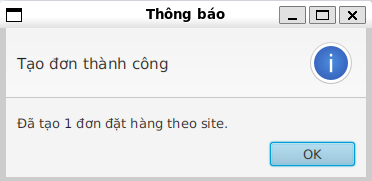 Thông báo
Tạo đơn thành công
Đã tạo 1 đơn đặt hàng theo site.
OK